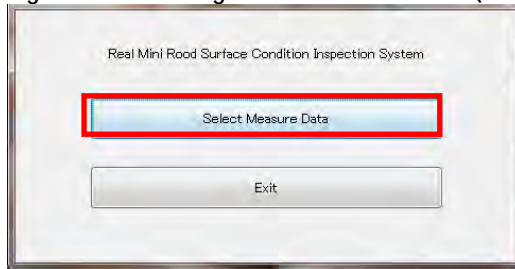 Real Mini Rood Surface Condition Inspection System
Select Measure Data
Exit